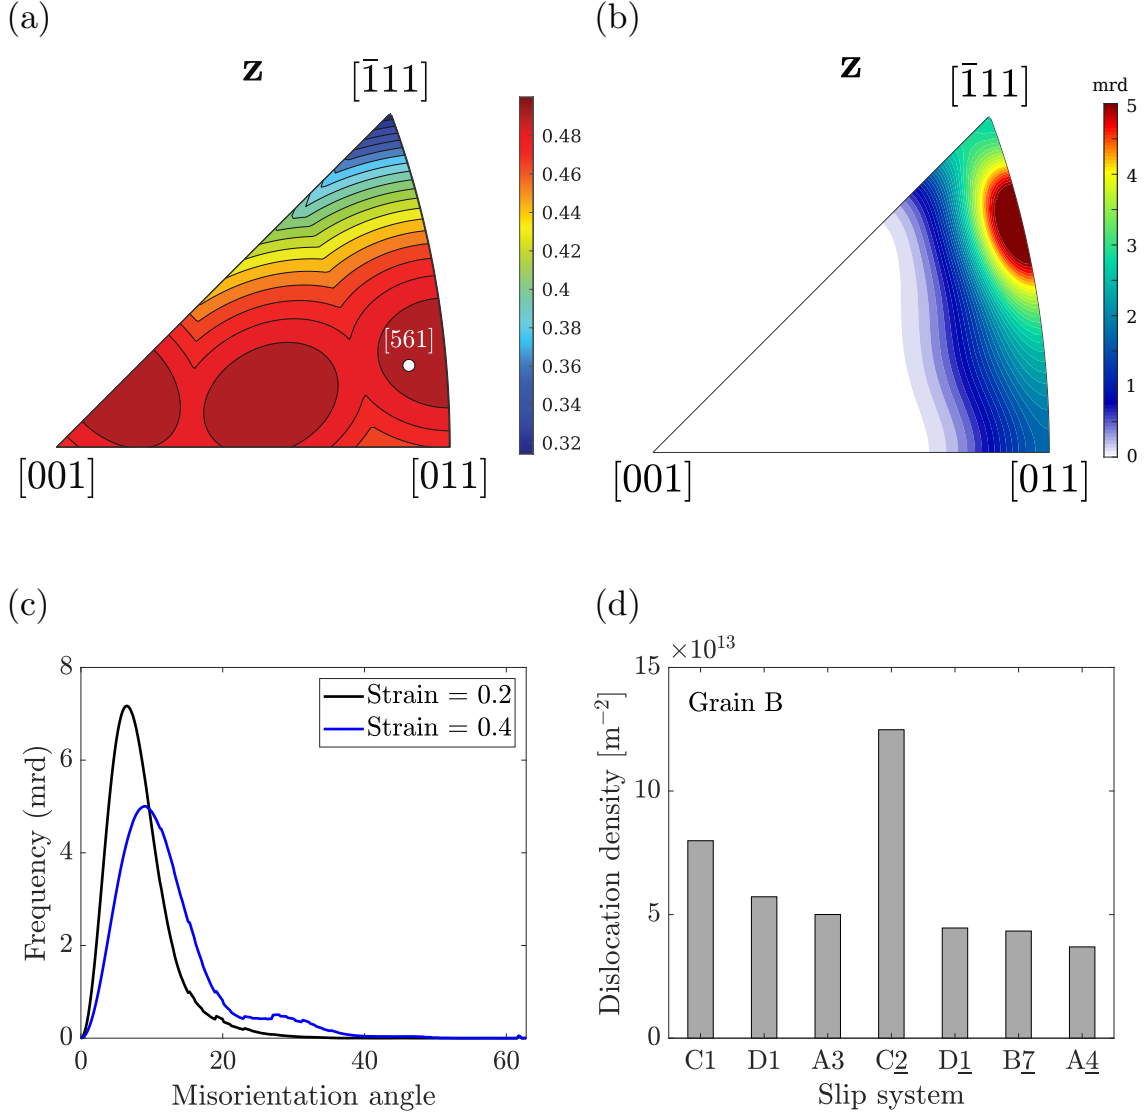 (a)
z
[1̄11]
0.48
0.46
0.44
0.42
0.4
0.38
0.36
0.34
0.32
[561]
[001]
[011]
(b)
z
[1̄11]
mrd
5
4
3
2
1
0
[001]
[011]
(c)
8
6
4
2
0
Frequency (mrd)
Strain = 0.2
Strain = 0.4
0 20 40 60
Misorientation angle
(d)
×10¹³
15
10
5
0
Dislocation density [m⁻²]
Grain B
C1 D1 A3 C2̲ D1̲ B7̲ A4̲
Slip system